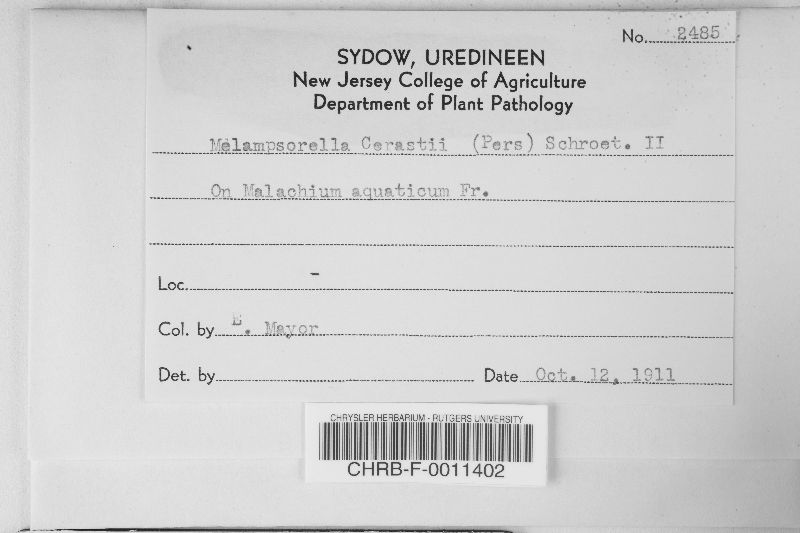 No. 2485
SYDOW, UREDINEEN
New Jersey College of Agriculture
Department of Plant Pathology
Melampsorella Cerastii (Pers) Schroet. II
On Malachium aquaticum Fr.
Loc. -
Col. by E. Mayor
Det. by
Date Oct. 12, 1911
CHRYSLER HERBARIUM - RUTGERS UNIVERSITY
CHRB-F-0011402